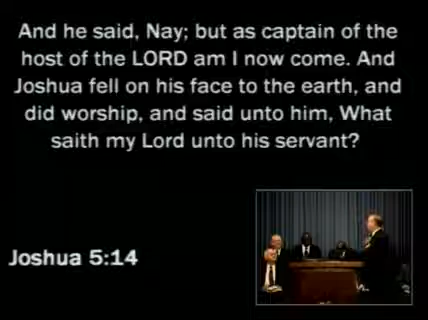 And he said, Nay; but as captain of the
host of the LORD am I now come. And
Joshua fell on his face to the earth, and
did worship, and said unto him, What
saith my Lord unto his servant?
Joshua 5:14